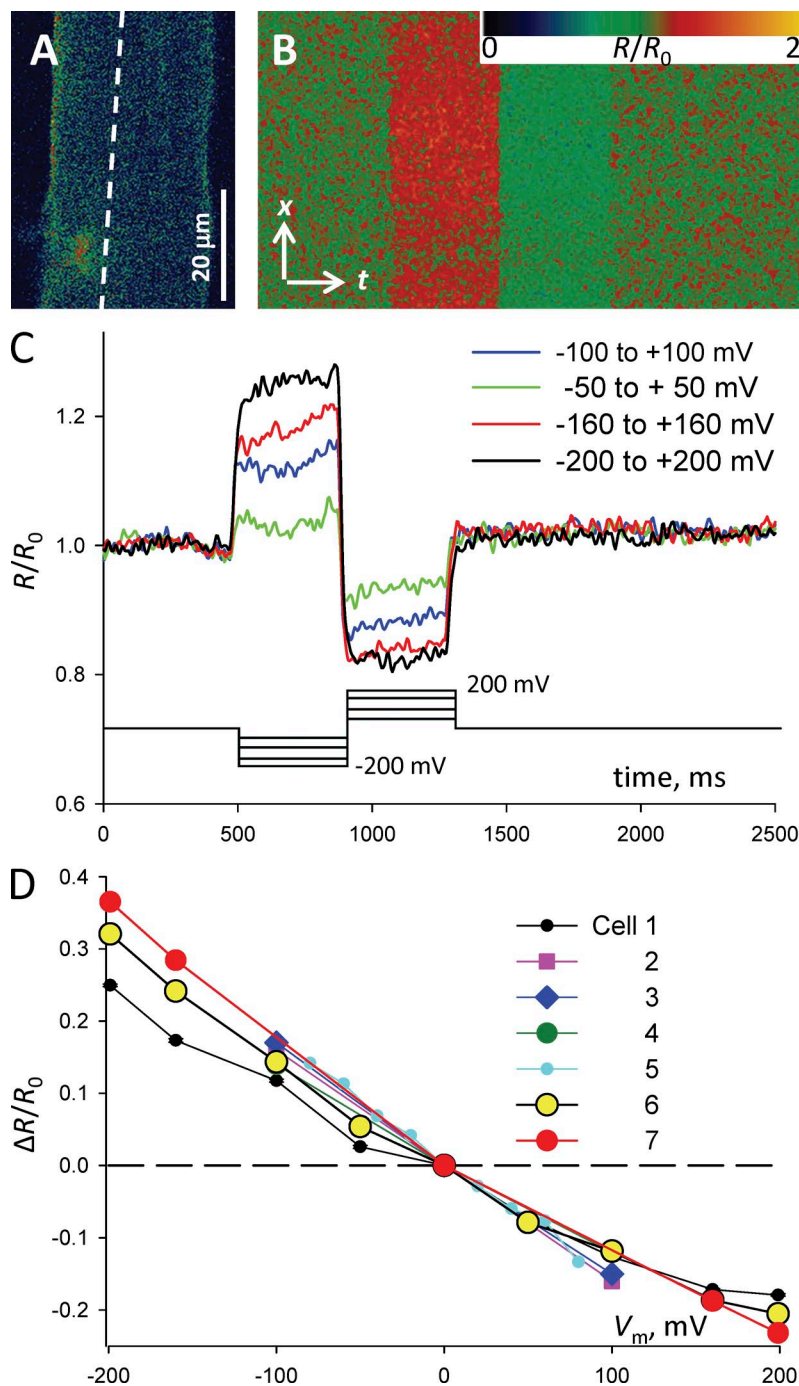 A
20 μm
B
0 R/R0 2
x
t
C
-100 to +100 mV
-50 to + 50 mV
-160 to +160 mV
-200 to +200 mV
1.2
1.0
0.8
0.6
R/R0
200 mV
-200 mV
time, ms
0 500 1000 1500 2000 2500
D
0.4
0.3
0.2
0.1
0.0
-0.1
-0.2
ΔR/R0
Cell 1
2
3
4
5
6
7
Vm, mV
-200 -100 0 100 200